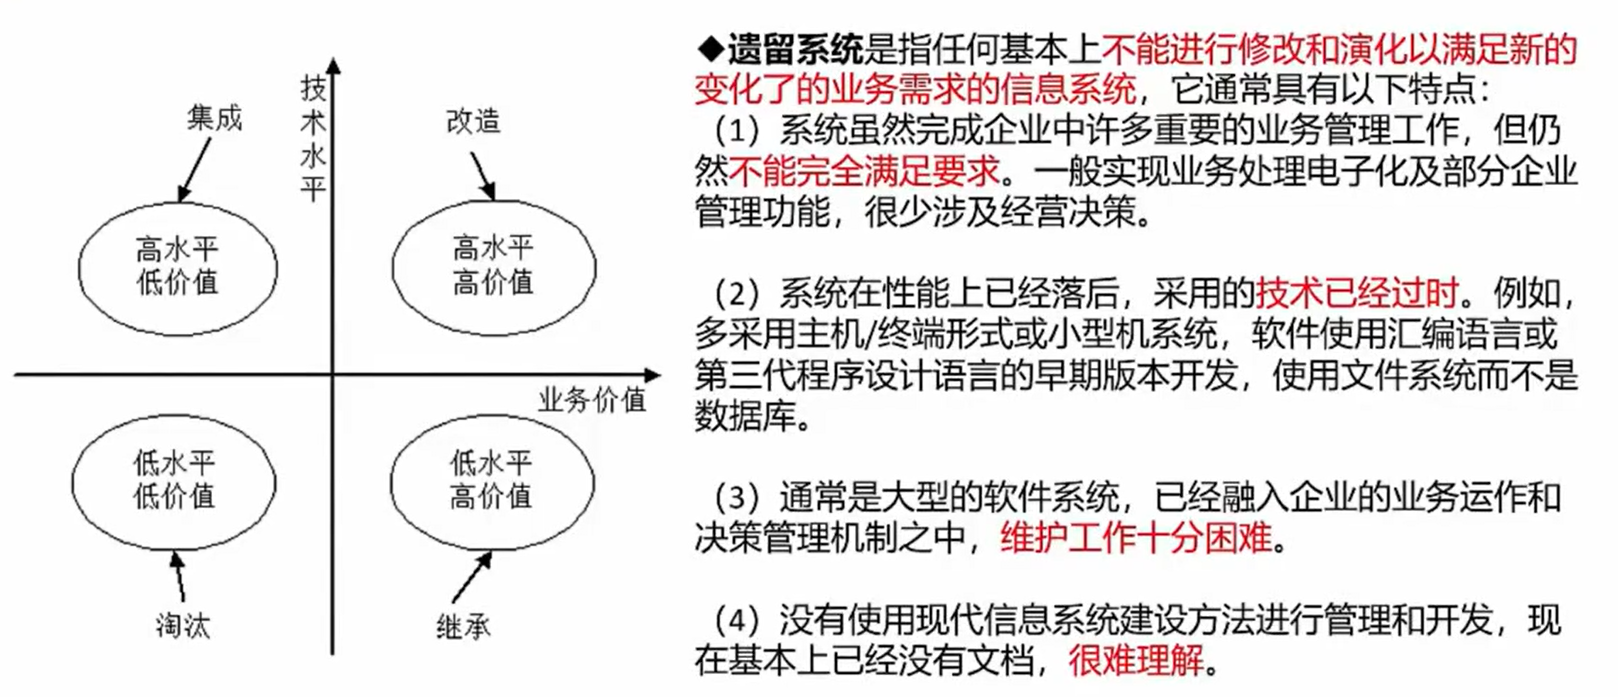 技术水平
集成
改造
高水平
低价值
高水平
高价值
业务价值
低水平
低价值
低水平
高价值
淘汰
继承
◆遗留系统是指任何基本上不能进行修改和演化以满足新的
变化了的业务需求的信息系统，它通常具有以下特点：
（1）系统虽然完成企业中许多重要的业务管理工作，但仍
然不能完全满足要求。一般实现业务处理电子化及部分企业
管理功能，很少涉及经营决策。
（2）系统在性能上已经落后，采用的技术已经过时。例如，
多采用主机/终端形式或小型机系统，软件使用汇编语言或
第三代程序设计语言的早期版本开发，使用文件系统而不是
数据库。
（3）通常是大型的软件系统，已经融入企业的业务运作和
决策管理机制之中，维护工作十分困难。
（4）没有使用现代信息系统建设方法进行管理和开发，现
在基本上已经没有文档，很难理解。